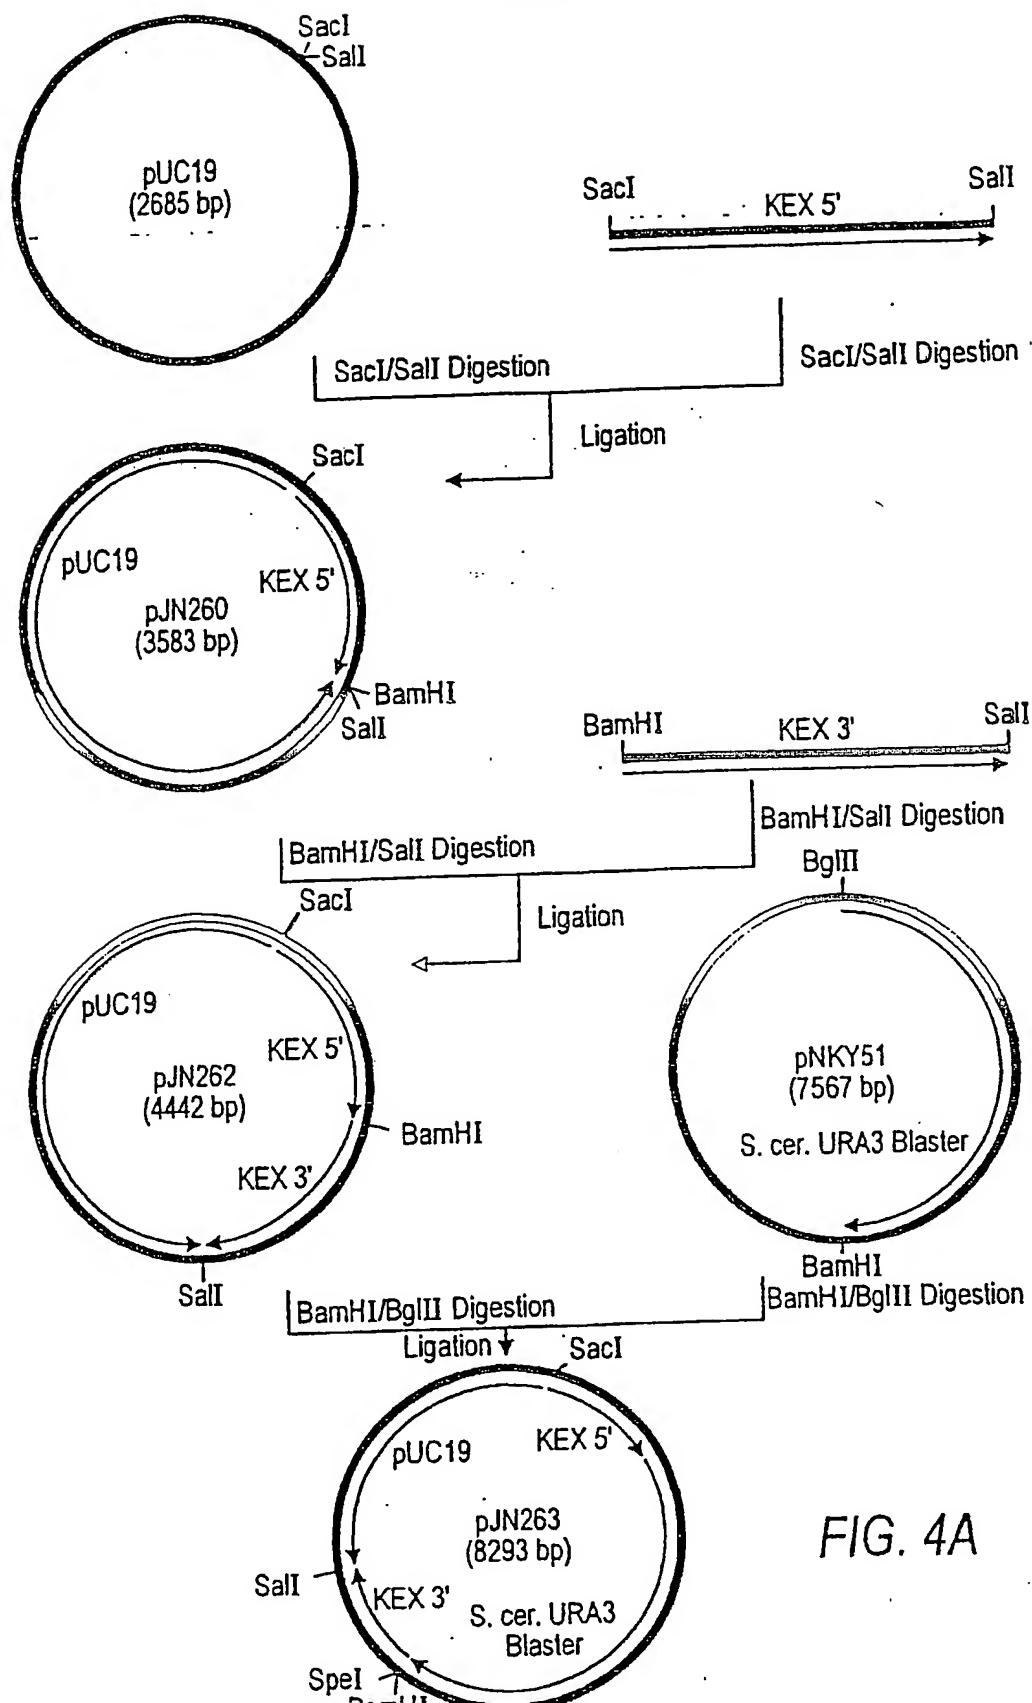 SacI
SalI
pUC19
(2685 bp)
SacI
KEX 5'
SalI
SacI/SalI Digestion
SacI/SalI Digestion
Ligation
SacI
pUC19
KEX 5'
pJN260
(3583 bp)
BamHI
SalI
BamHI
KEX 3'
SalI
BamHI/SalI Digestion
BamHI/SalI Digestion
BglII
SacI
Ligation
pUC19
KEX 5'
pJN262
(4442 bp)
BamHI
KEX 3'
SalI
pNKY51
(7567 bp)
S. cer. URA3 Blaster
BamHI
BamHI/BglII Digestion
BamHI/BglII Digestion
Ligation
SacI
KEX 5'
pUC19
pJN263
(8293 bp)
SalI
KEX 3'
S. cer. URA3
Blaster
SpeI
BamHI
FIG. 4A